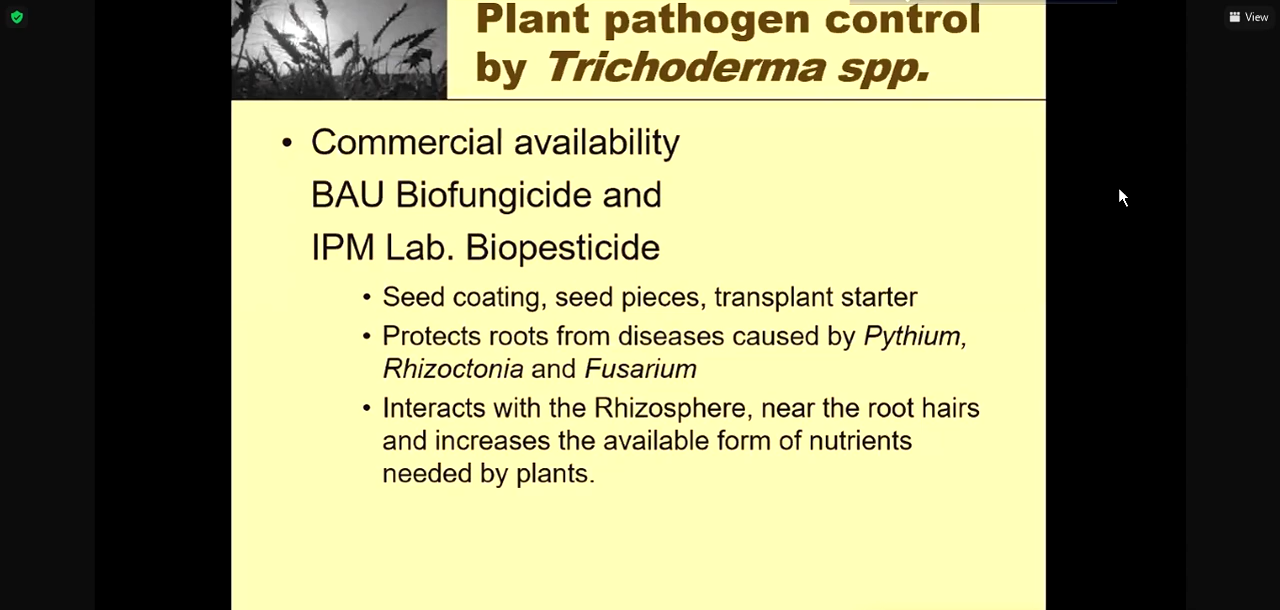 View
Plant pathogen control
by Trichoderma spp.
• Commercial availability
BAU Biofungicide and
IPM Lab. Biopesticide
• Seed coating, seed pieces, transplant starter
• Protects roots from diseases caused by Pythium,
Rhizoctonia and Fusarium
• Interacts with the Rhizosphere, near the root hairs
and increases the available form of nutrients
needed by plants.